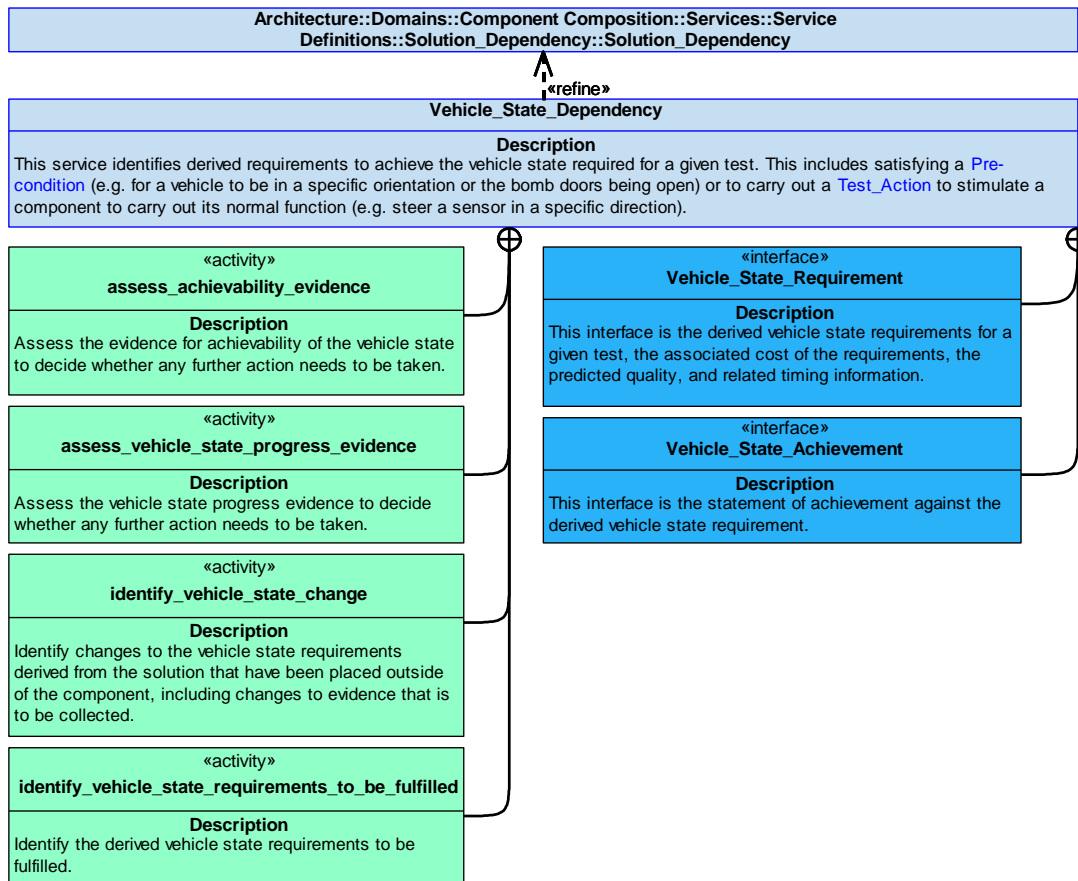 Architecture::Domains::Component Composition::Services::Service
Definitions::Solution_Dependency::Solution_Dependency
«refine»
Vehicle_State_Dependency
Description
This service identifies derived requirements to achieve the vehicle state required for a given test. This includes satisfying a Pre-
condition (e.g. for a vehicle to be in a specific orientation or the bomb doors being open) or to carry out a Test_Action to stimulate a
component to carry out its normal function (e.g. steer a sensor in a specific direction).
«activity»
assess_achievability_evidence
Description
Assess the evidence for achievability of the vehicle state
to decide whether any further action needs to be taken.
«activity»
assess_vehicle_state_progress_evidence
Description
Assess the vehicle state progress evidence to decide
whether any further action needs to be taken.
«activity»
identify_vehicle_state_change
Description
Identify changes to the vehicle state requirements
derived from the solution that have been placed outside
of the component, including changes to evidence that is
to be collected.
«activity»
identify_vehicle_state_requirements_to_be_fulfilled
Description
Identify the derived vehicle state requirements to be
fulfilled.
«interface»
Vehicle_State_Requirement
Description
This interface is the derived vehicle state requirements for a
given test, the associated cost of the requirements, the
predicted quality, and related timing information.
«interface»
Vehicle_State_Achievement
Description
This interface is the statement of achievement against the
derived vehicle state requirement.